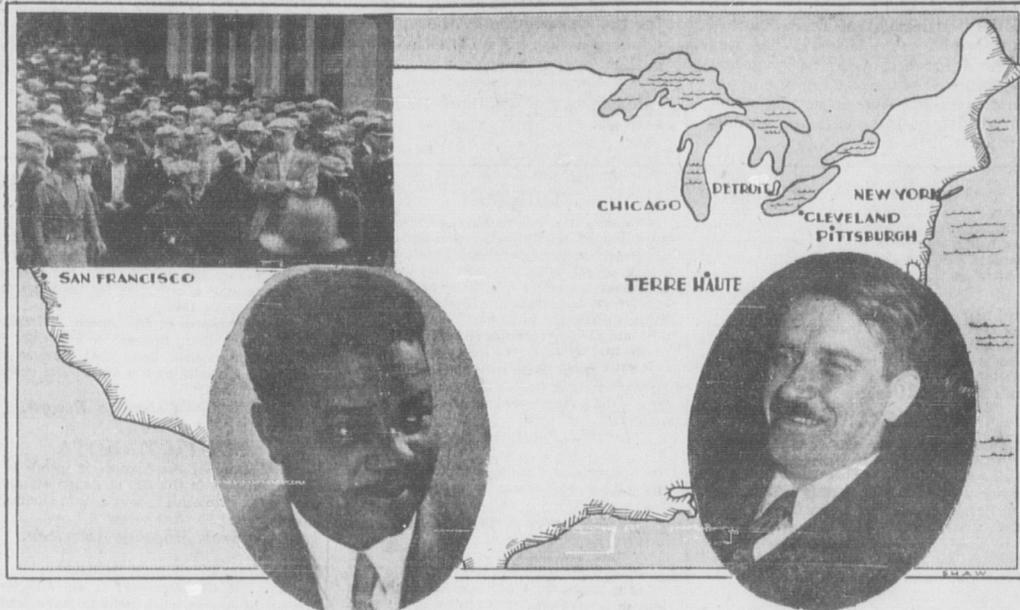 CHICAGO
DETROIT
NEW YORK
CLEVELAND
PITTSBURGH
SAN FRANCISCO
TERRE HAUTE
SHAW